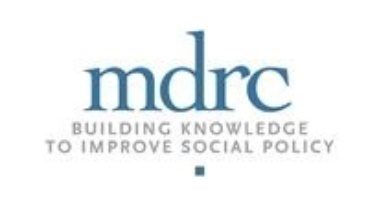 mdrc
BUILDING KNOWLEDGE
TO IMPROVE SOCIAL POLICY